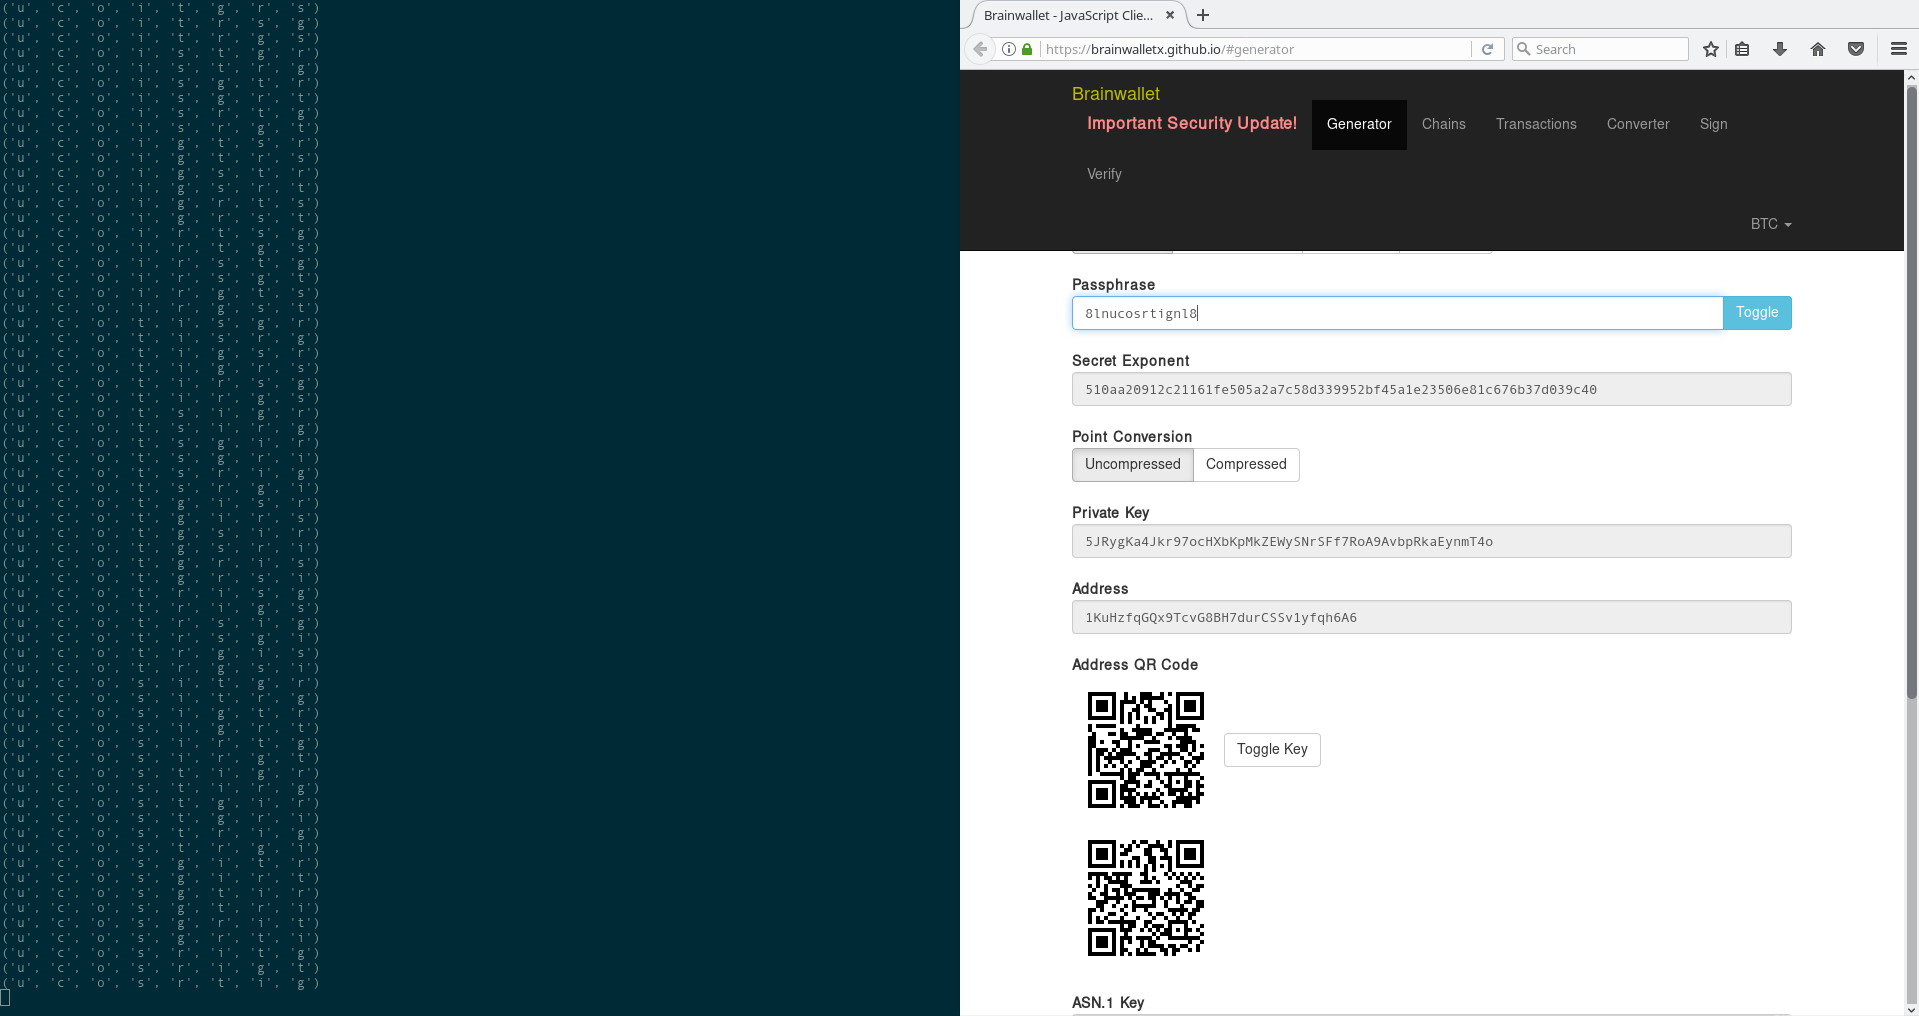 ('u', 'c', 'o', 'i', 't', 'g', 'r', 's')
('u', 'c', 'o', 'i', 't', 'r', 's', 'g')
('u', 'c', 'o', 'i', 't', 'r', 'g', 's')
('u', 'c', 'o', 'i', 's', 't', 'g', 'r')
('u', 'c', 'o', 'i', 's', 't', 'r', 'g')
('u', 'c', 'o', 'i', 's', 'g', 't', 'r')
('u', 'c', 'o', 'i', 's', 'g', 'r', 't')
('u', 'c', 'o', 'i', 's', 'r', 't', 'g')
('u', 'c', 'o', 'i', 's', 'r', 'g', 't')
('u', 'c', 'o', 'i', 'g', 't', 's', 'r')
('u', 'c', 'o', 'i', 'g', 't', 'r', 's')
('u', 'c', 'o', 'i', 'g', 's', 't', 'r')
('u', 'c', 'o', 'i', 'g', 's', 'r', 't')
('u', 'c', 'o', 'i', 'g', 'r', 't', 's')
('u', 'c', 'o', 'i', 'g', 'r', 's', 't')
('u', 'c', 'o', 'i', 'r', 't', 's', 'g')
('u', 'c', 'o', 'i', 'r', 't', 'g', 's')
('u', 'c', 'o', 'i', 'r', 's', 't', 'g')
('u', 'c', 'o', 'i', 'r', 's', 'g', 't')
('u', 'c', 'o', 'i', 'r', 'g', 't', 's')
('u', 'c', 'o', 'i', 'r', 'g', 's', 't')
('u', 'c', 'o', 't', 'i', 's', 'g', 'r')
('u', 'c', 'o', 't', 'i', 's', 'r', 'g')
('u', 'c', 'o', 't', 'i', 'g', 's', 'r')
('u', 'c', 'o', 't', 'i', 'g', 'r', 's')
('u', 'c', 'o', 't', 'i', 'r', 's', 'g')
('u', 'c', 'o', 't', 'i', 'r', 'g', 's')
('u', 'c', 'o', 't', 's', 'i', 'g', 'r')
('u', 'c', 'o', 't', 's', 'i', 'r', 'g')
('u', 'c', 'o', 't', 's', 'g', 'i', 'r')
('u', 'c', 'o', 't', 's', 'g', 'r', 'i')
('u', 'c', 'o', 't', 's', 'r', 'i', 'g')
('u', 'c', 'o', 't', 's', 'r', 'g', 'i')
('u', 'c', 'o', 't', 'g', 'i', 's', 'r')
('u', 'c', 'o', 't', 'g', 'i', 'r', 's')
('u', 'c', 'o', 't', 'g', 's', 'i', 'r')
('u', 'c', 'o', 't', 'g', 's', 'r', 'i')
('u', 'c', 'o', 't', 'g', 'r', 'i', 's')
('u', 'c', 'o', 't', 'g', 'r', 's', 'i')
('u', 'c', 'o', 't', 'r', 'i', 's', 'g')
('u', 'c', 'o', 't', 'r', 'i', 'g', 's')
('u', 'c', 'o', 't', 'r', 's', 'i', 'g')
('u', 'c', 'o', 't', 'r', 's', 'g', 'i')
('u', 'c', 'o', 't', 'r', 'g', 'i', 's')
('u', 'c', 'o', 't', 'r', 'g', 's', 'i')
('u', 'c', 'o', 's', 'i', 't', 'g', 'r')
('u', 'c', 'o', 's', 'i', 't', 'r', 'g')
('u', 'c', 'o', 's', 'i', 'g', 't', 'r')
('u', 'c', 'o', 's', 'i', 'g', 'r', 't')
('u', 'c', 'o', 's', 'i', 'r', 't', 'g')
('u', 'c', 'o', 's', 'i', 'r', 'g', 't')
('u', 'c', 'o', 's', 't', 'i', 'g', 'r')
('u', 'c', 'o', 's', 't', 'i', 'r', 'g')
('u', 'c', 'o', 's', 't', 'g', 'i', 'r')
('u', 'c', 'o', 's', 't', 'g', 'r', 'i')
('u', 'c', 'o', 's', 't', 'r', 'i', 'g')
('u', 'c', 'o', 's', 't', 'r', 'g', 'i')
('u', 'c', 'o', 's', 'g', 'i', 't', 'r')
('u', 'c', 'o', 's', 'g', 'i', 'r', 't')
('u', 'c', 'o', 's', 'g', 't', 'i', 'r')
('u', 'c', 'o', 's', 'g', 't', 'r', 'i')
('u', 'c', 'o', 's', 'g', 'r', 'i', 't')
('u', 'c', 'o', 's', 'g', 'r', 't', 'i')
('u', 'c', 'o', 's', 'r', 'i', 't', 'g')
('u', 'c', 'o', 's', 'r', 'i', 'g', 't')
('u', 'c', 'o', 's', 'r', 't', 'i', 'g')
Brainwallet - JavaScript Clie...
https://brainwalletx.github.io/#generator
Search
Brainwallet
Important Security Update! Generator Chains Transactions Converter Sign
Verify
BTC
Passphrase
8lnucosrtignl8
Toggle
Secret Exponent
510aa20912c21161fe505a2a7c58d339952bf45a1e23506e81c676b37d039c40
Point Conversion
Uncompressed Compressed
Private Key
5JRygKa4Jkr97ocHXbKpMkZEWySNrSFf7RoA9AvbpRkaEynmT4o
Address
1KuHzfqGQx9TcvG8BH7durCSSv1yfqh6A6
Address QR Code
Toggle Key
ASN.1 Key